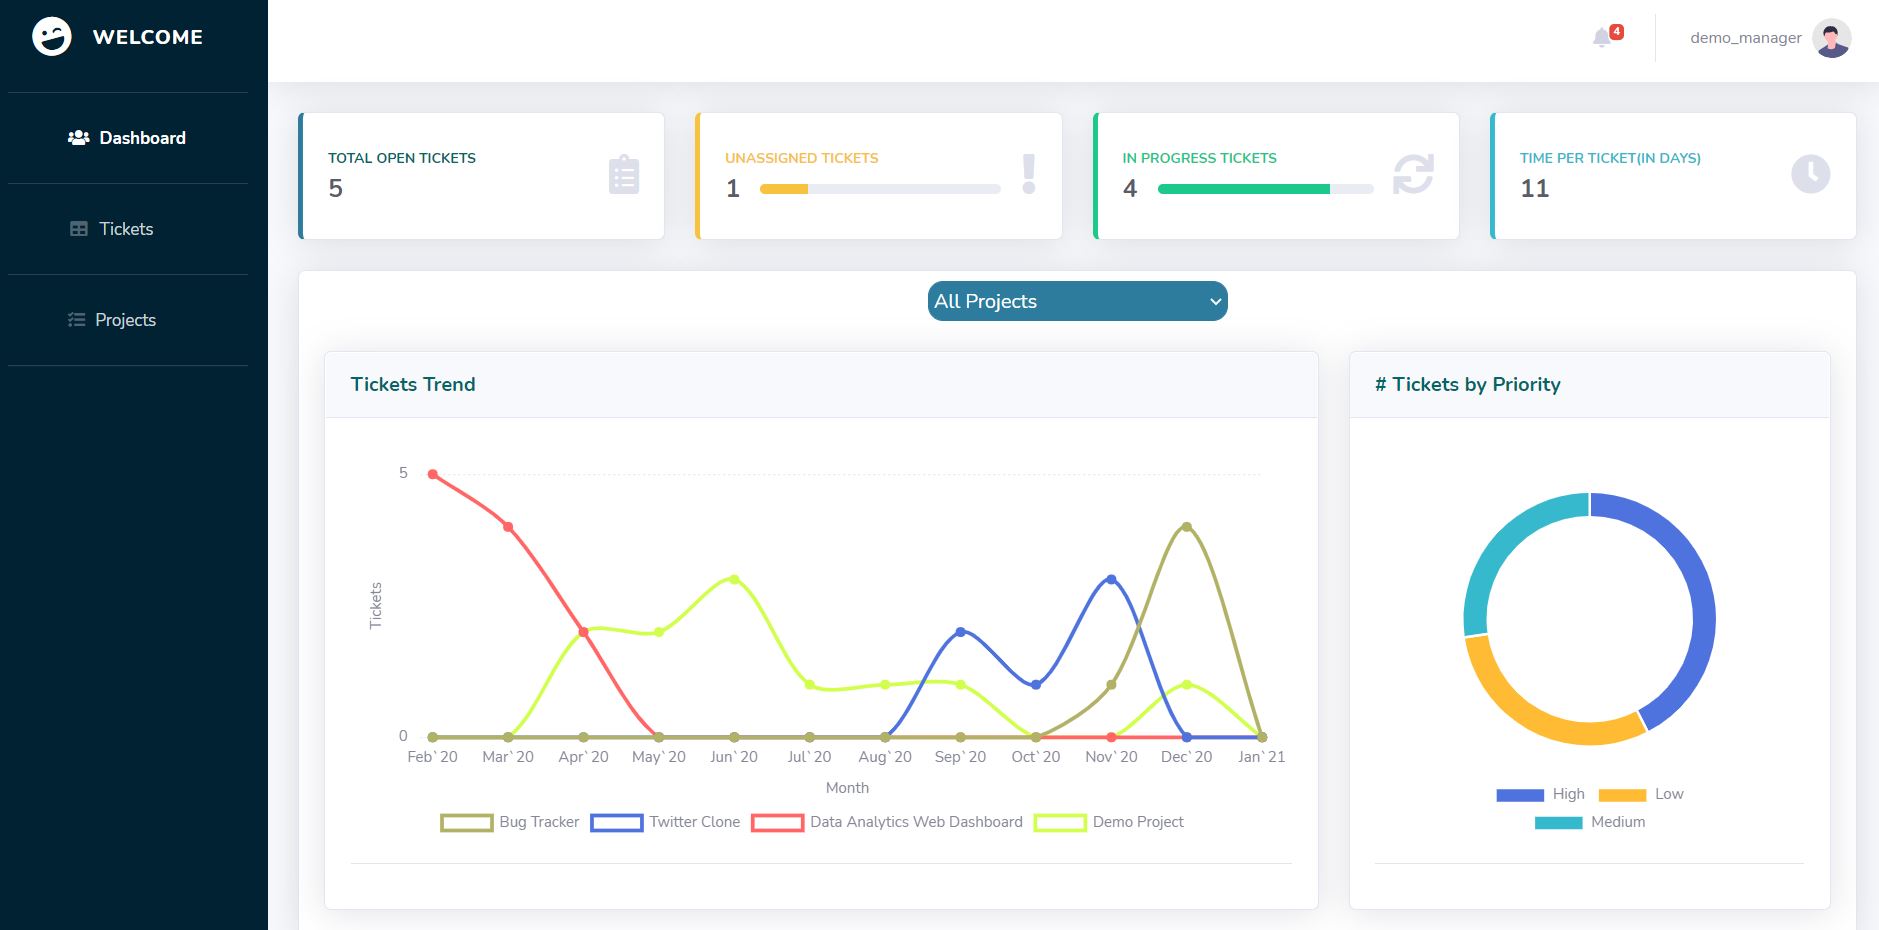 WELCOME
4
demo_manager
Dashboard
Tickets
Projects
TOTAL OPEN TICKETS
5
UNASSIGNED TICKETS
1
IN PROGRESS TICKETS
4
TIME PER TICKET(IN DAYS)
11
All Projects
Tickets Trend
5
Tickets
0
Feb`20 Mar`20 Apr`20 May`20 Jun`20 Jul`20 Aug`20 Sep`20 Oct`20 Nov`20 Dec`20 Jan`21
Month
Bug Tracker Twitter Clone Data Analytics Web Dashboard Demo Project
# Tickets by Priority
High Low
Medium